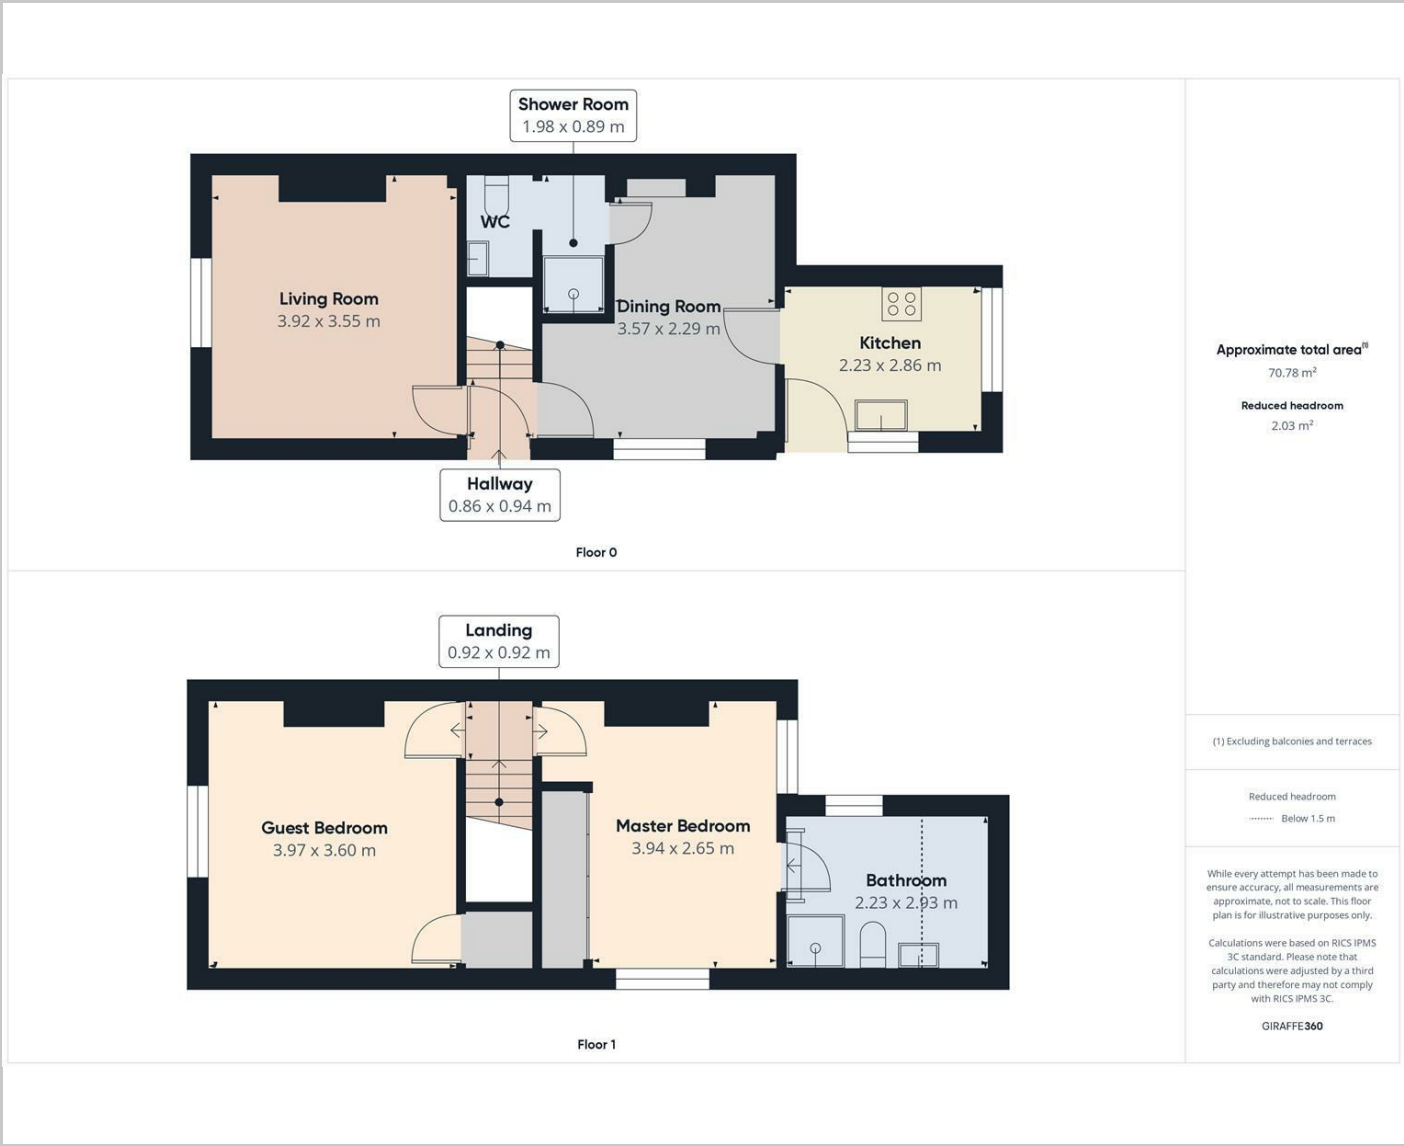 Shower Room
1.98 x 0.89 m
WC
Living Room
3.92 x 3.55 m
Dining Room
3.57 x 2.29 m
Kitchen
2.23 x 2.86 m
Hallway
0.86 x 0.94 m
Floor 0
Landing
0.92 x 0.92 m
Guest Bedroom
3.97 x 3.60 m
Master Bedroom
3.94 x 2.65 m
Bathroom
2.23 x 2.93 m
Floor 1
Approximate total area(1)
70.78 m²
Reduced headroom
2.03 m²
(1) Excluding balconies and terraces
Reduced headroom
Below 1.5 m
While every attempt has been made to
ensure accuracy, all measurements are
approximate, not to scale. This floor
plan is for illustrative purposes only.
Calculations were based on RICS IPMS
3C standard. Please note that
calculations were adjusted by a third
party and therefore may not comply
with RICS IPMS 3C.
GIRAFFE360